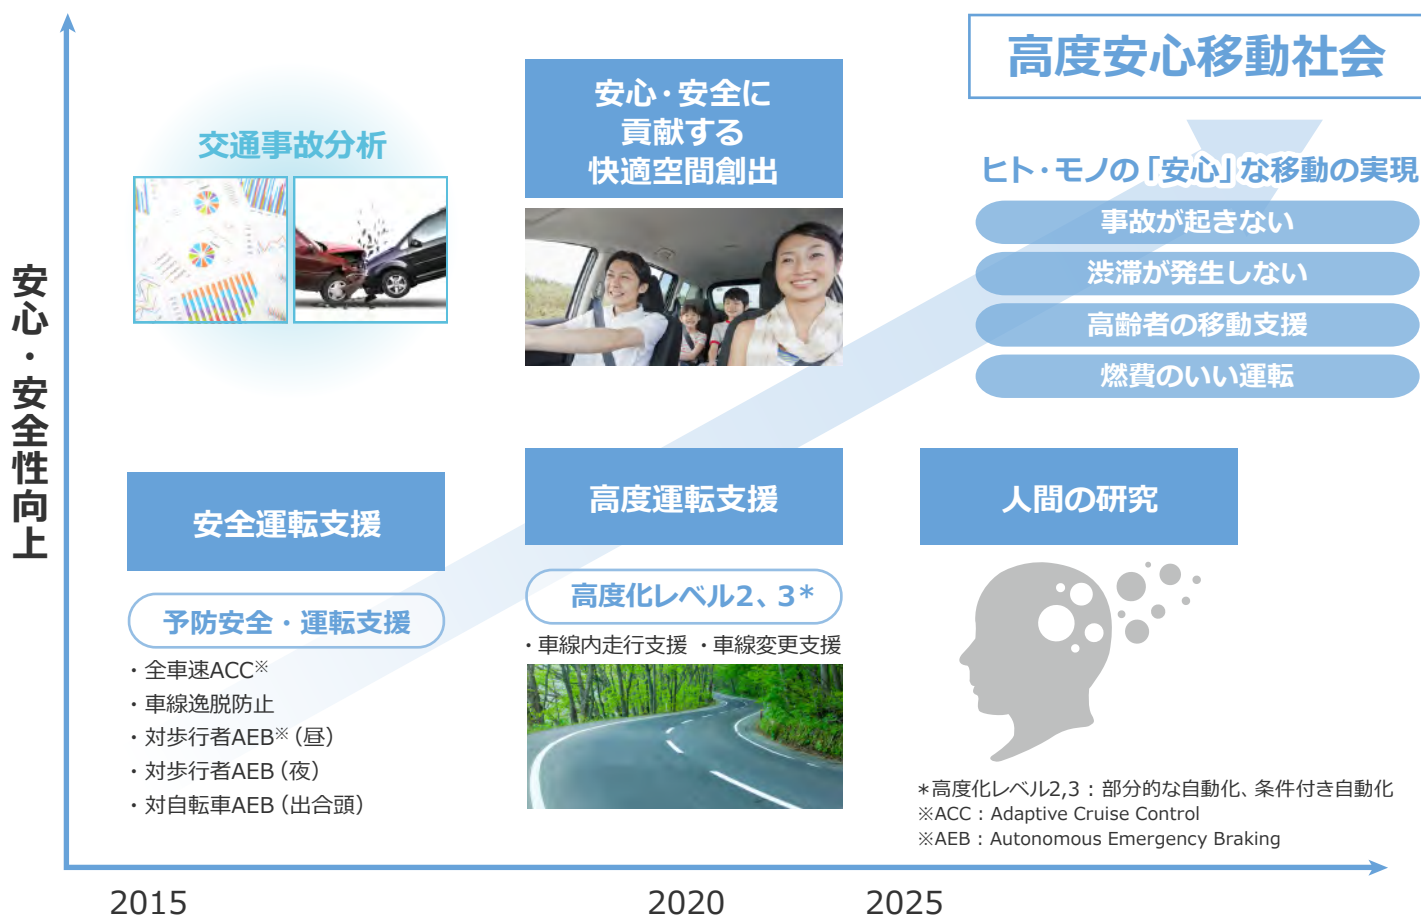 高度安心移動社会
安心・安全に
貢献する
快適空間創出
交通事故分析
ヒト・モノの「安心」な移動の実現
事故が起きない
渋滞が発生しない
高齢者の移動支援
燃費のいい運転
安心・安全性向上
安全運転支援
高度運転支援
人間の研究
予防安全・運転支援
・全車速ACC※
・車線逸脱防止
・対歩行者AEB※（昼）
・対歩行者AEB（夜）
・対自転車AEB（出合頭）
高度化レベル2、3*
・車線内走行支援 ・車線変更支援
*高度化レベル2,3：部分的な自動化、条件付き自動化
※ACC：Adaptive Cruise Control
※AEB：Autonomous Emergency Braking
2015
2020
2025